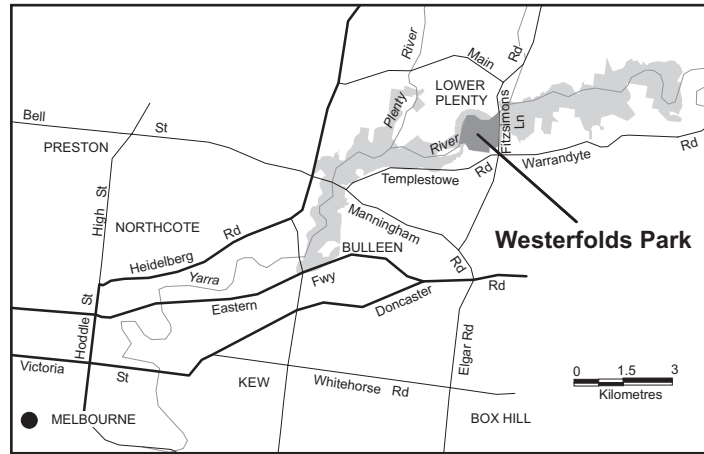 River
Main
Rd
LOWER
PLENTY
Plenty
Fitzsimons
Ln
Bell
St
PRESTON
River
Rd
Warrandyte
Rd
Templestowe
High St
NORTHCOTE
Manningham
Rd
Westerfolds Park
Heidelberg
Rd
BULLEEN
Yarra
Eastern
Fwy
Doncaster
Rd
Hoddle St
Victoria
St
KEW
Whitehorse Rd
Elgar Rd
0 1.5 3
Kilometres
MELBOURNE
BOX HILL